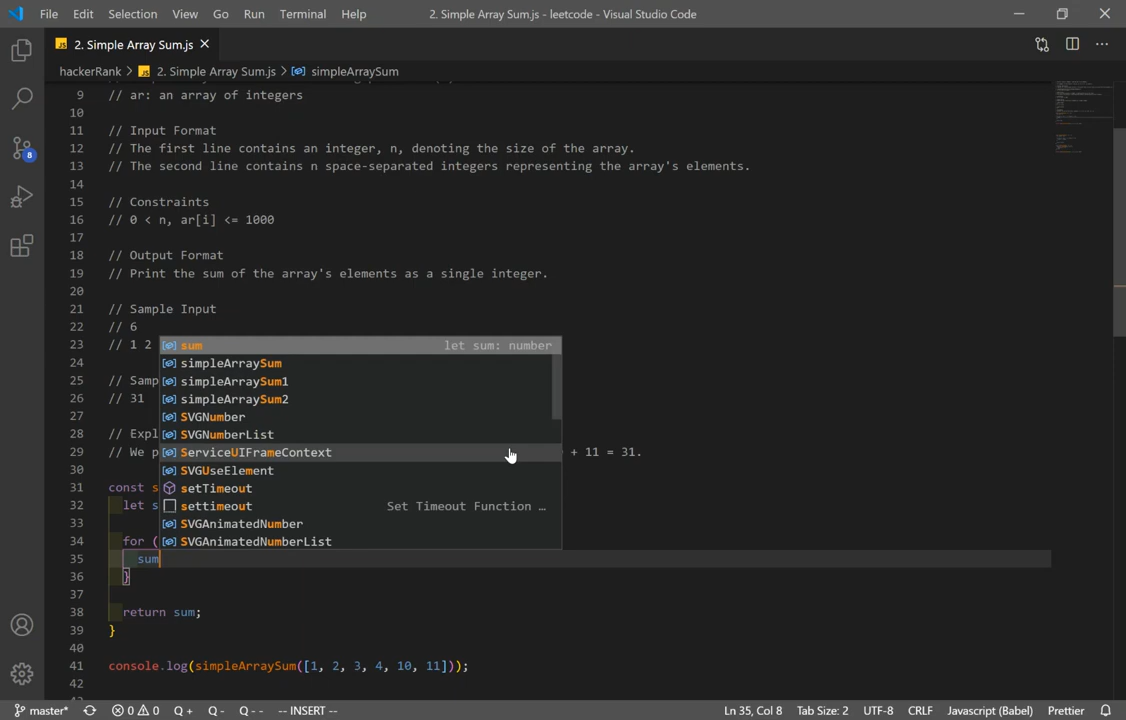 File Edit Selection View Go Run Terminal Help 2. Simple Array Sum.js - leetcode - Visual Studio Code
JS 2. Simple Array Sum.js
hackerRank > JS 2. Simple Array Sum.js > simpleArraySum
9 // ar: an array of integers
10
11 // Input Format
12 // The first line contains an integer, n, denoting the size of the array.
13 // The second line contains n space-separated integers representing the array's elements.
14
15 // Constraints
16 // 0 < n, ar[i] <= 1000
17
18 // Output Format
19 // Print the sum of the array's elements as a single integer.
20
21 // Sample Input
22 // 6
23 // 1 2
sum let sum: number
24
simpleArraySum
25 // Samp
simpleArraySum1
26 // 31
simpleArraySum2
27
SVGNumber
28 // Expl
SVGNumberList
29 // We p + 11 = 31.
ServiceUIFrameContext
30
SVGUseElement
31 const s
setTimeout
32 let s
settimeout Set Timeout Function …
33
SVGAnimatedNumber
34 for (
SVGAnimatedNumberList
35 sum
36 }
37
38 return sum;
39 }
40
41 console.log(simpleArraySum([1, 2, 3, 4, 10, 11]));
42
8
master* 0 0 Q + Q - Q - - -- INSERT -- Ln 35, Col 8 Tab Size: 2 UTF-8 CRLF Javascript (Babel) Prettier